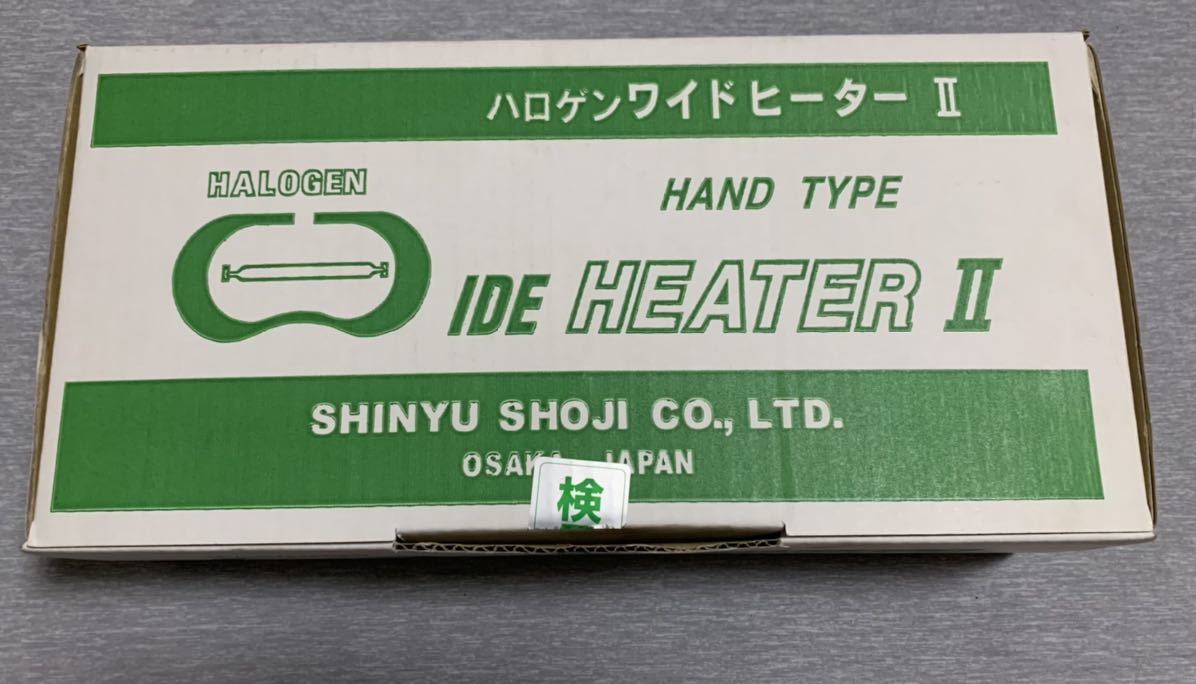 ハロゲンワイドヒーター II
HALOGEN
HAND TYPE
WIDE HEATER II
SHINYU SHOJI CO., LTD.
OSAKA JAPAN
検